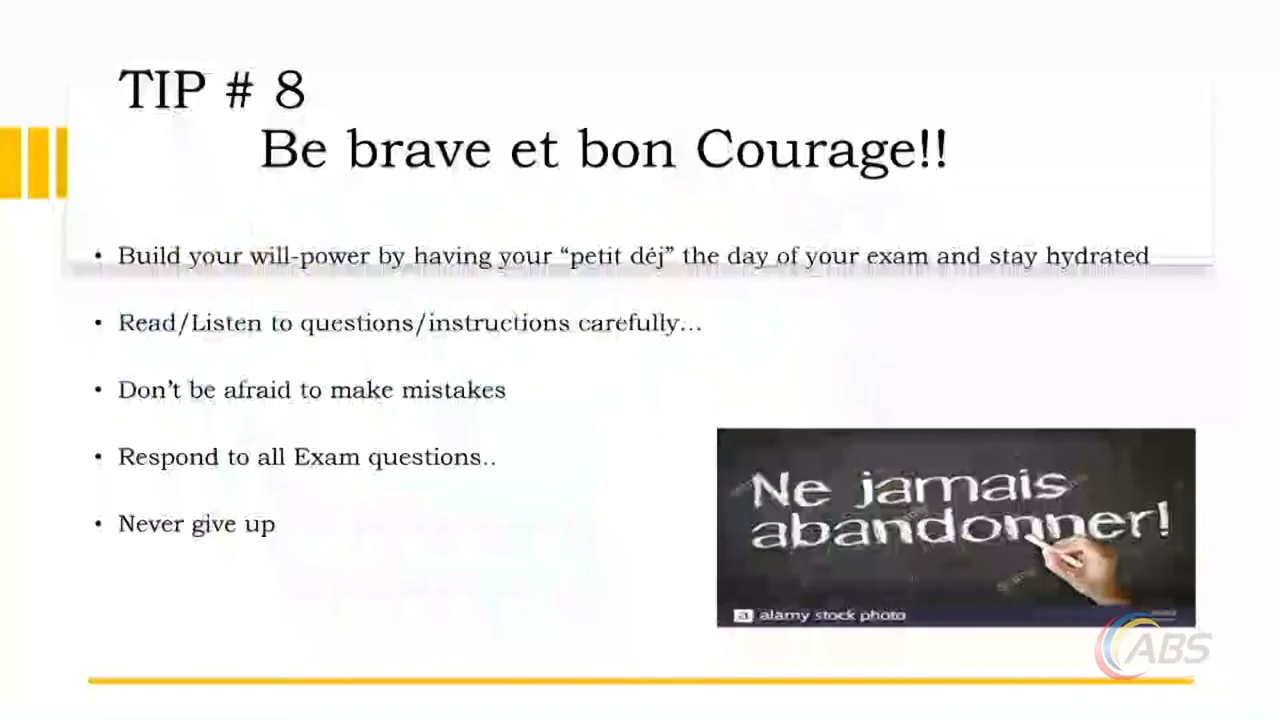 TIP # 8
Be brave et bon Courage!!
• Build your will-power by having your “petit déj” the day of your exam and stay hydrated
• Read/Listen to questions/instructions carefully...
• Don’t be afraid to make mistakes
• Respond to all Exam questions..
• Never give up
Ne jamais
abandonner!
a alamy stock photo
ABS